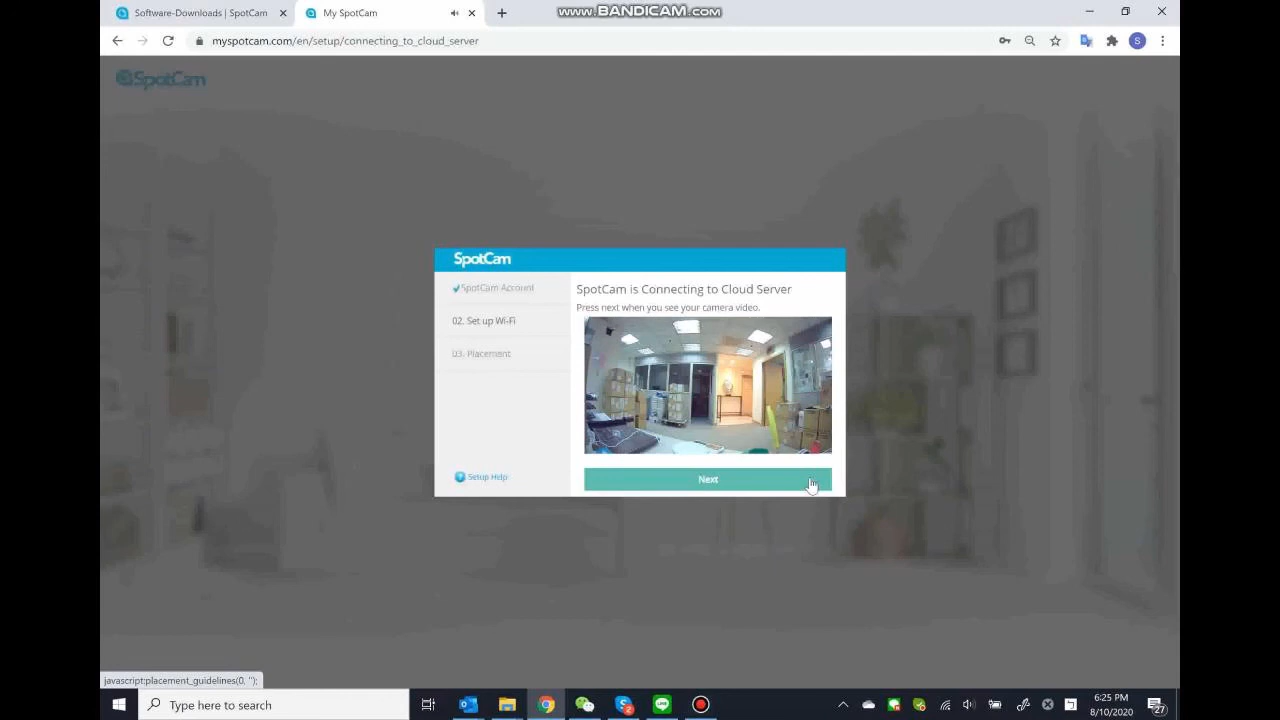 www.BANDICAM.com
Software-Downloads | SpotCam
My SpotCam
myspotcam.com/en/setup/connecting_to_cloud_server
S
SpotCam
SpotCam
SpotCam Account
02. Set up Wi-Fi
03. Placement
Setup Help
SpotCam is Connecting to Cloud Server
Press next when you see your camera video.
Next
javascript:placement_guidelines(0, '');
Type here to search
6:25 PM
8/10/2020
27